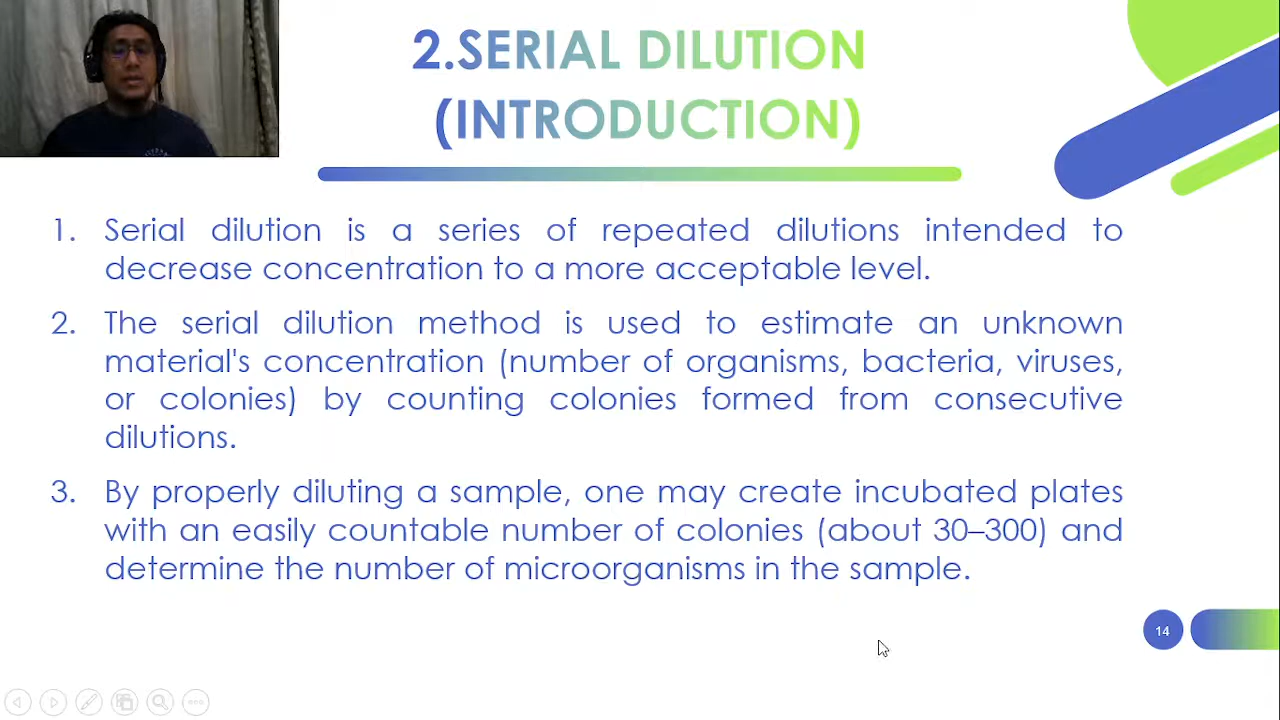 2.SERIAL DILUTION
(INTRODUCTION)
1. Serial dilution is a series of repeated dilutions intended to
decrease concentration to a more acceptable level.
2. The serial dilution method is used to estimate an unknown
material's concentration (number of organisms, bacteria, viruses,
or colonies) by counting colonies formed from consecutive
dilutions.
3. By properly diluting a sample, one may create incubated plates
with an easily countable number of colonies (about 30–300) and
determine the number of microorganisms in the sample.
14